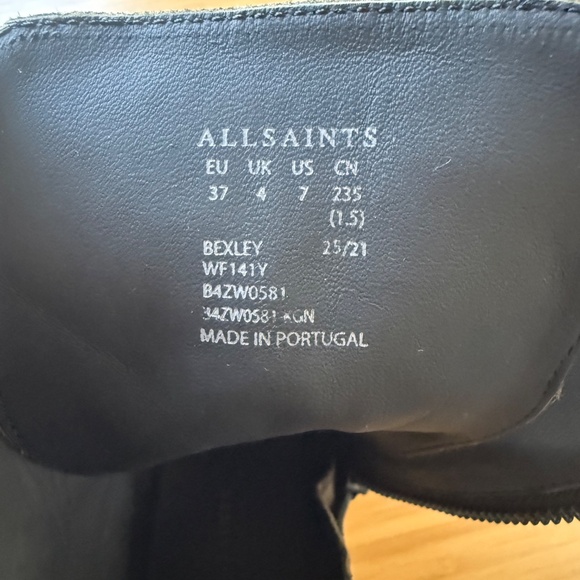 ALLSAINTS
EU UK US CN
37 4 7 235
(1.5)
BEXLEY 25/21
WF141Y
B4ZW0581
34ZW0581 KGN
MADE IN PORTUGAL